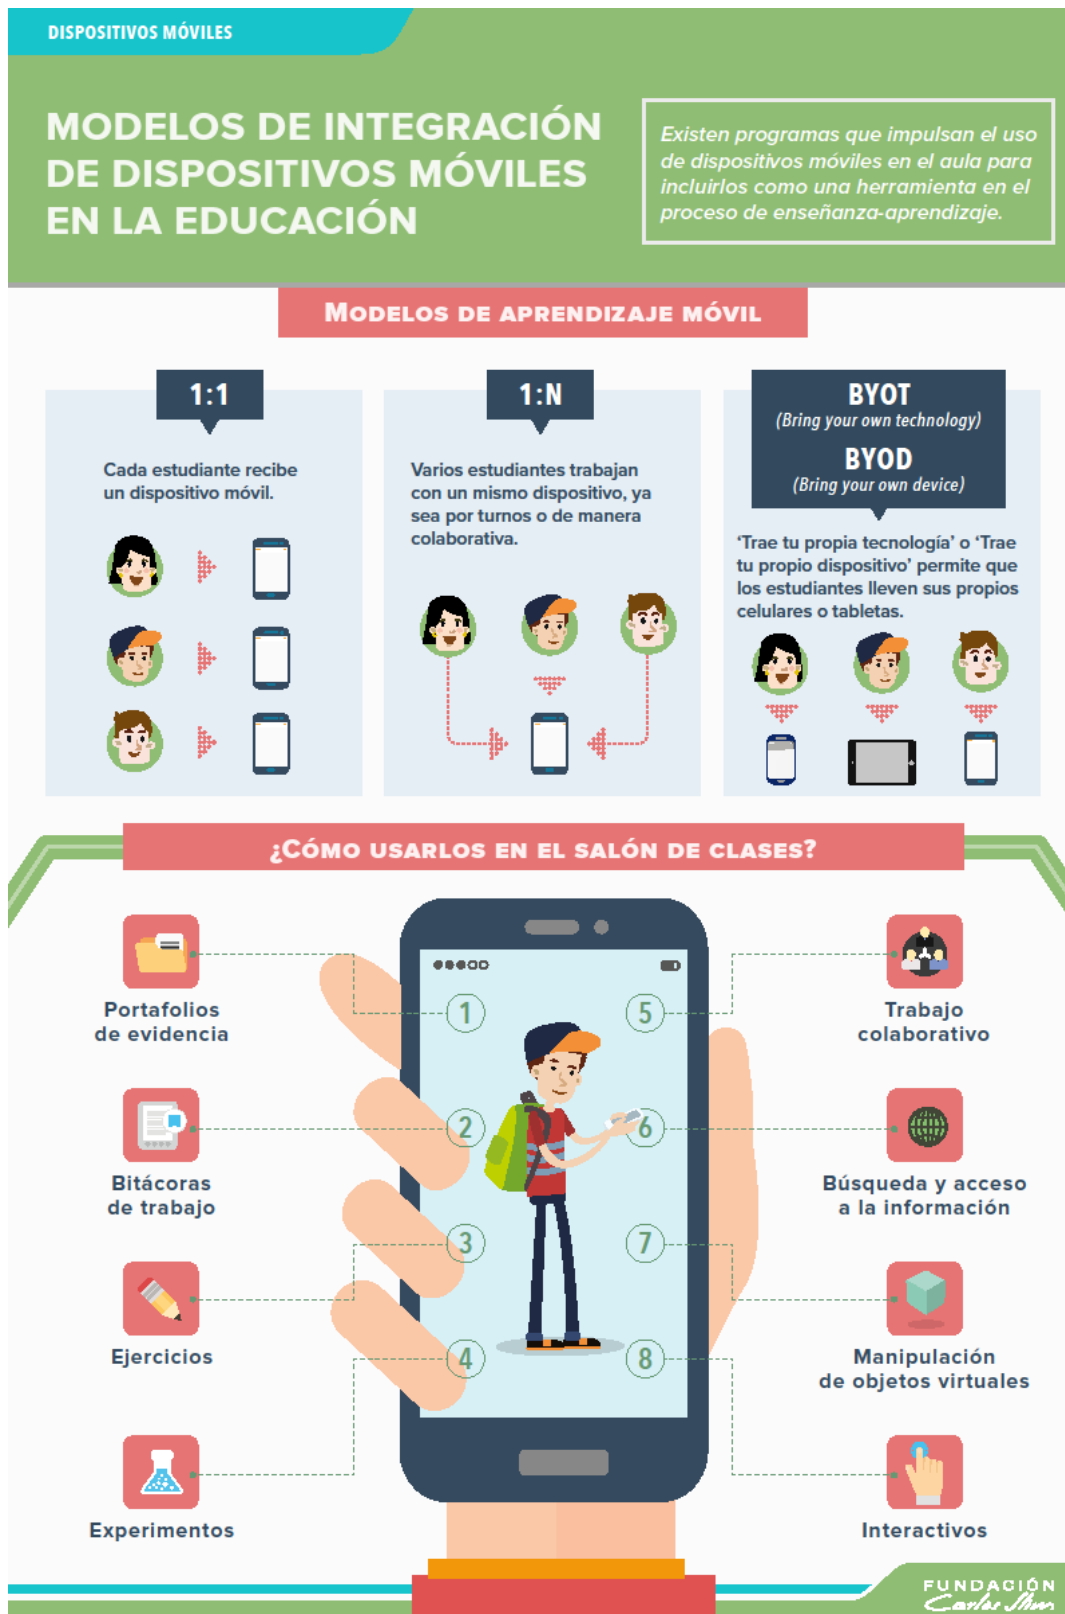 DISPOSITIVOS MÓVILES
MODELOS DE INTEGRACIÓN
DE DISPOSITIVOS MÓVILES
EN LA EDUCACIÓN
Existen programas que impulsan el uso
de dispositivos móviles en el aula para
incluirlos como una herramienta en el
proceso de enseñanza-aprendizaje.
MODELOS DE APRENDIZAJE MÓVIL
1:1
Cada estudiante recibe
un dispositivo móvil.
1:N
Varios estudiantes trabajan
con un mismo dispositivo, ya
sea por turnos o de manera
colaborativa.
BYOT
(Bring your own technology)
BYOD
(Bring your own device)
‘Trae tu propia tecnología’ o ‘Trae
tu propio dispositivo’ permite que
los estudiantes lleven sus propios
celulares o tabletas.
¿CÓMO USARLOS EN EL SALÓN DE CLASES?
1
Portafolios
de evidencia
2
Bitácoras
de trabajo
3
Ejercicios
4
Experimentos
5
Trabajo
colaborativo
6
Búsqueda y acceso
a la información
7
Manipulación
de objetos virtuales
8
Interactivos
FUNDACIÓN
Carlos Slim